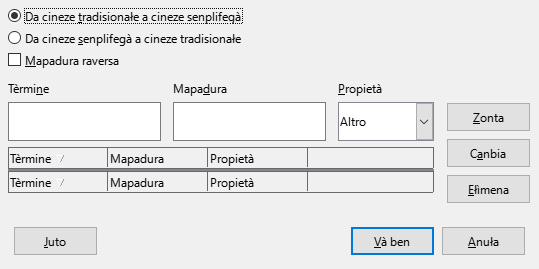 Da cineze tradisionałe a cineze senplifeqà
Da cineze senplifegà a cineze tradisionałe
Mapadura raversa
Tèrmine Mapadura Propietà
Altro
Zonta
Tèrmine Mapadura Propietà
Canbia
Tèrmine Mapadura Propietà
Ełimena
Juto Và ben Anuła